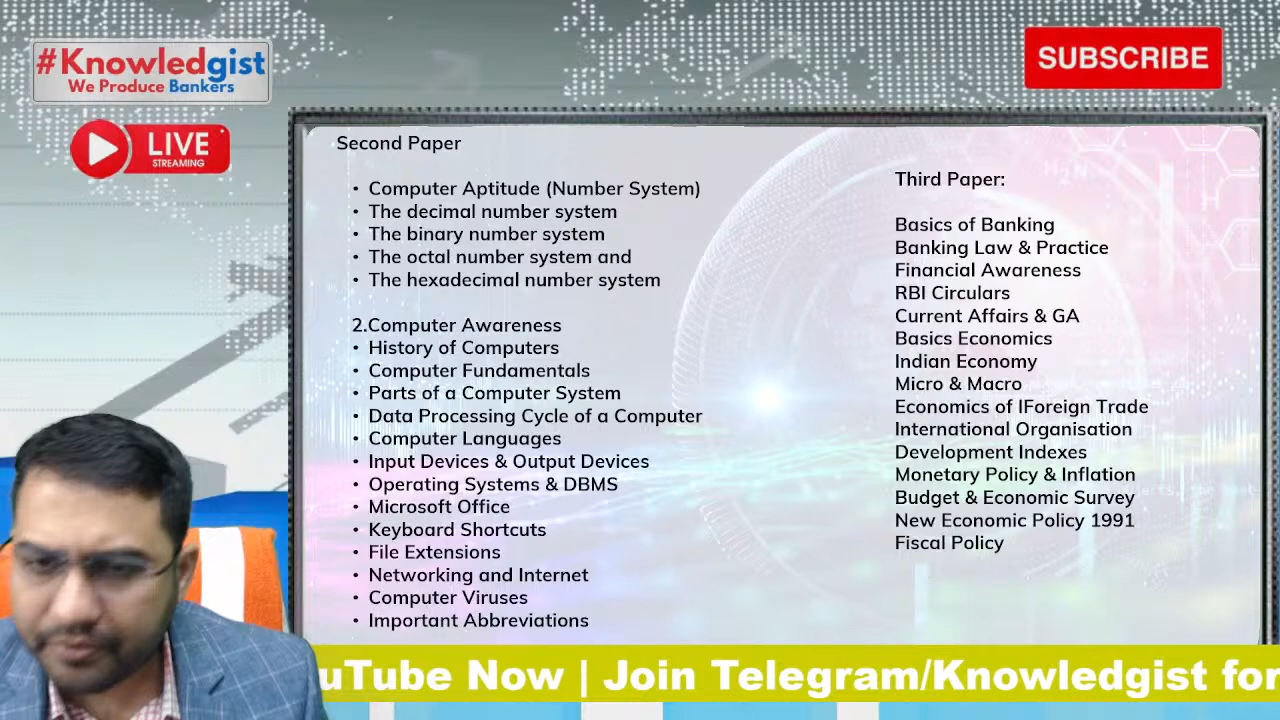 #Knowledgist
We Produce Bankers
SUBSCRIBE
LIVE
STREAMING
Second Paper
• Computer Aptitude (Number System)
• The decimal number system
• The binary number system
• The octal number system and
• The hexadecimal number system
2.Computer Awareness
• History of Computers
• Computer Fundamentals
• Parts of a Computer System
• Data Processing Cycle of a Computer
• Computer Languages
• Input Devices & Output Devices
• Operating Systems & DBMS
• Microsoft Office
• Keyboard Shortcuts
• File Extensions
• Networking and Internet
• Computer Viruses
• Important Abbreviations
Third Paper:
Basics of Banking
Banking Law & Practice
Financial Awareness
RBI Circulars
Current Affairs & GA
Basics Economics
Indian Economy
Micro & Macro
Economics of IForeign Trade
International Organisation
Development Indexes
Monetary Policy & Inflation
Budget & Economic Survey
New Economic Policy 1991
Fiscal Policy
uTube Now | Join Telegram/Knowledgist for